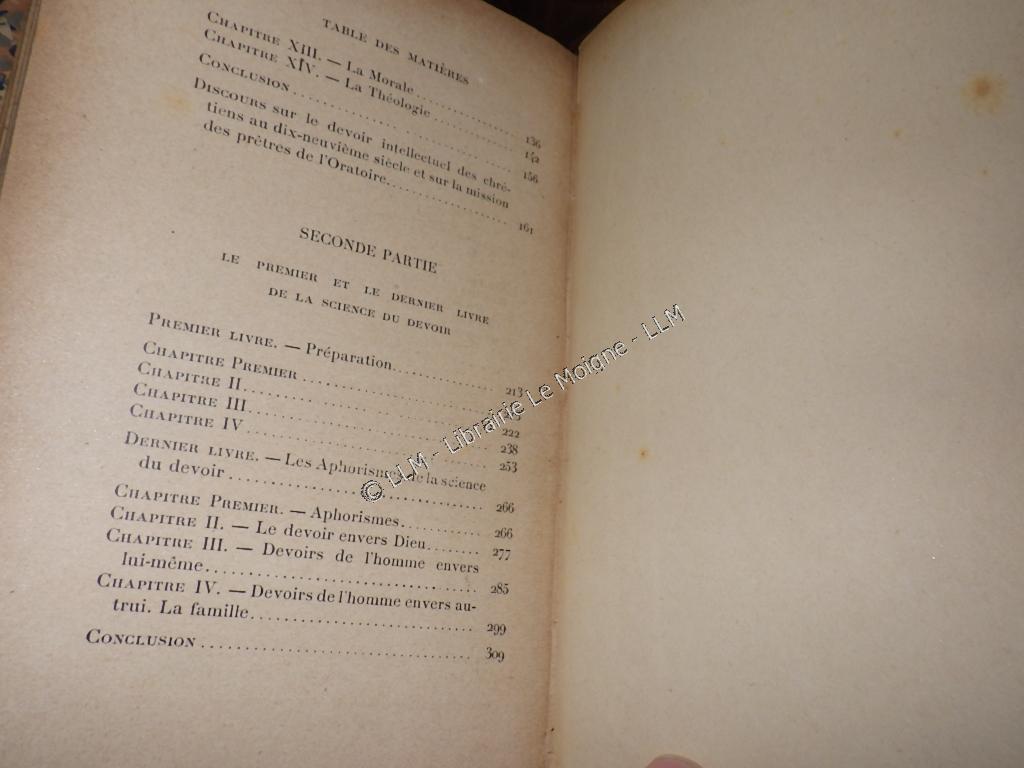 TABLE DES MATIÈRES
CHAPITRE XIII. — La Morale.................. 136
CHAPITRE XIV. — La Théologie.............. 142
CONCLUSION.............................. 156
DISCOURS sur le devoir intellectuel des chré-
tiens au dix-neuvième siècle et sur la mission
des prêtres de l'Oratoire.................. 161
SECONDE PARTIE
LE PREMIER ET LE DERNIER LIVRE
DE LA SCIENCE DU DEVOIR
PREMIER LIVRE. — Préparation............... 213
CHAPITRE PREMIER........................
CHAPITRE II.............................. 222
CHAPITRE III............................. 238
CHAPITRE IV.............................. 253
DERNIER LIVRE. — Les Aphorismes de la science
du devoir.............................. 266
CHAPITRE PREMIER. — Aphorismes............ 266
CHAPITRE II. — Le devoir envers Dieu........ 277
CHAPITRE III. — Devoirs de l'homme envers
lui-même............................... 285
CHAPITRE IV. — Devoirs de l'homme envers au-
trui. La famille......................... 299
CONCLUSION.............................. 309
© LLM - Librairie Le Moigne - LLM